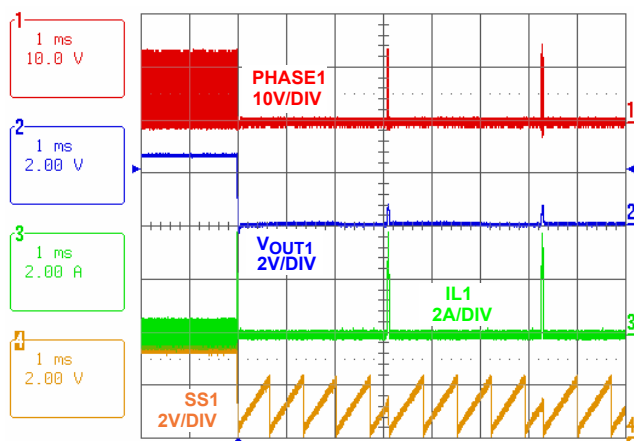 1
1 ms
10.0 V
2
1 ms
2.00 V
3
1 ms
2.00 A
4
1 ms
2.00 V
PHASE1
10V/DIV
1
2
VOUT1
2V/DIV
IL1
2A/DIV
3
SS1
2V/DIV
4